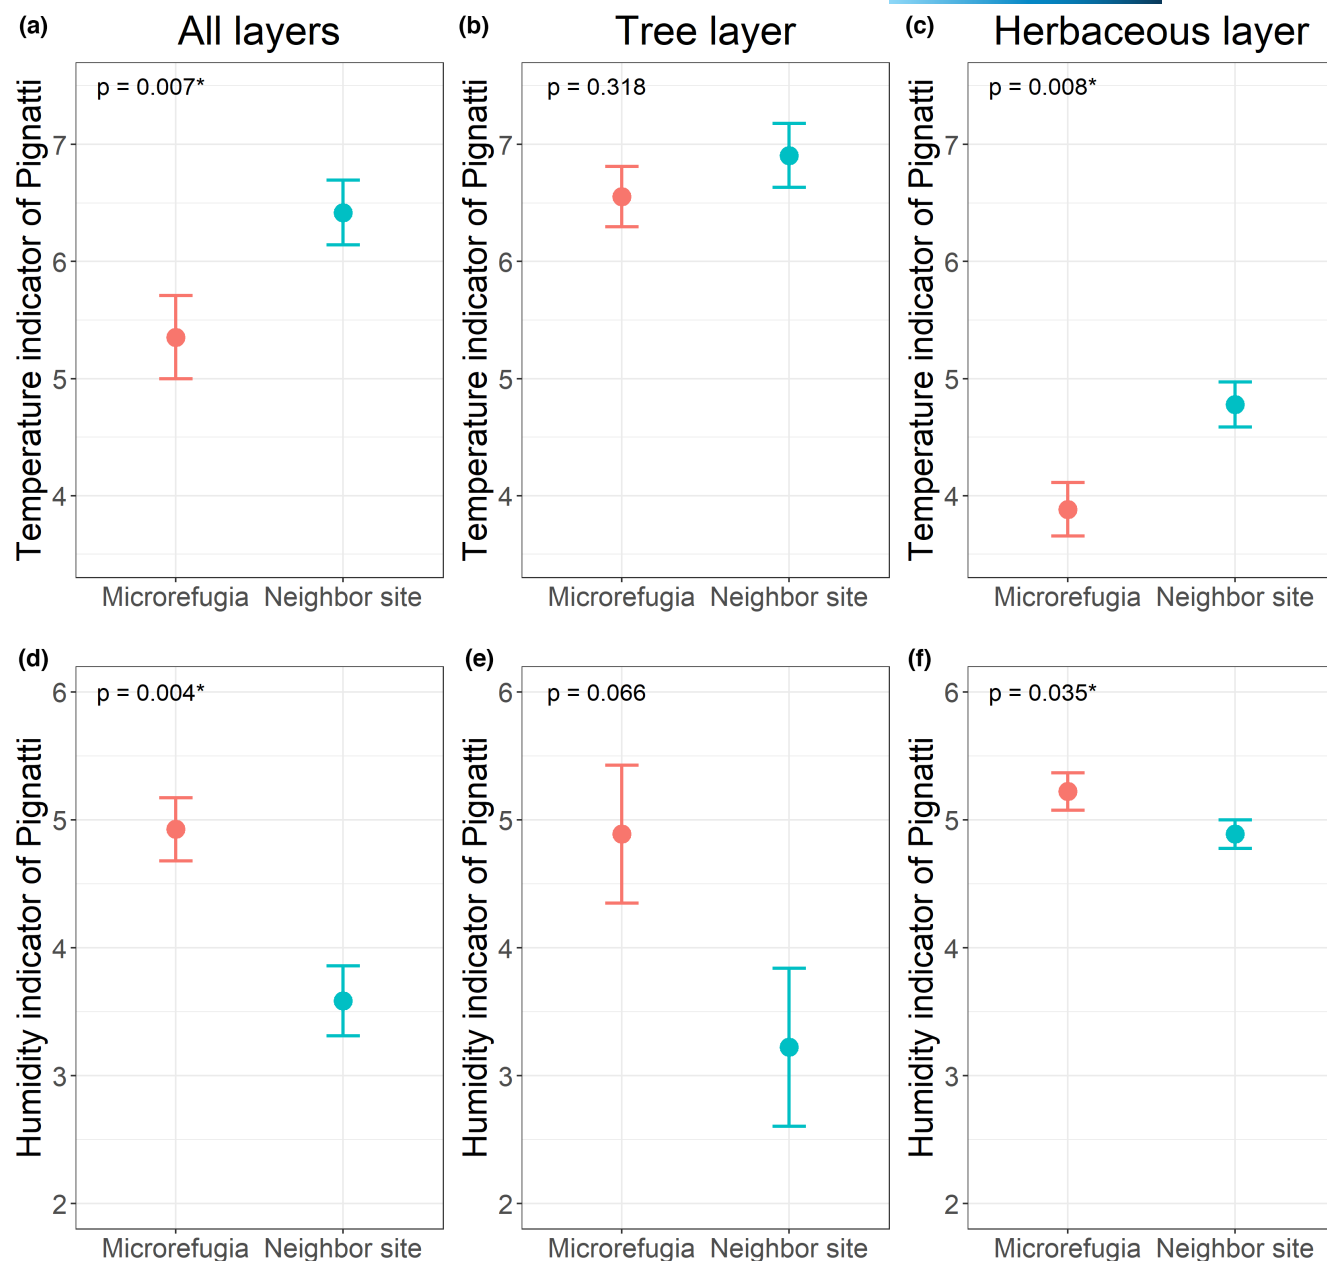 (a) All layers
(b) Tree layer
(c) Herbaceous layer
Temperature indicator of Pignatti
p = 0.007*
7
6
5
4
Microrefugia Neighbor site
Temperature indicator of Pignatti
p = 0.318
7
6
5
4
Microrefugia Neighbor site
Temperature indicator of Pignatti
p = 0.008*
7
6
5
4
Microrefugia Neighbor site
(d)
Humidity indicator of Pignatti
p = 0.004*
6
5
4
3
2
Microrefugia Neighbor site
(e)
Humidity indicator of Pignatti
p = 0.066
6
5
4
3
2
Microrefugia Neighbor site
(f)
Humidity indicator of Pignatti
p = 0.035*
6
5
4
3
2
Microrefugia Neighbor site